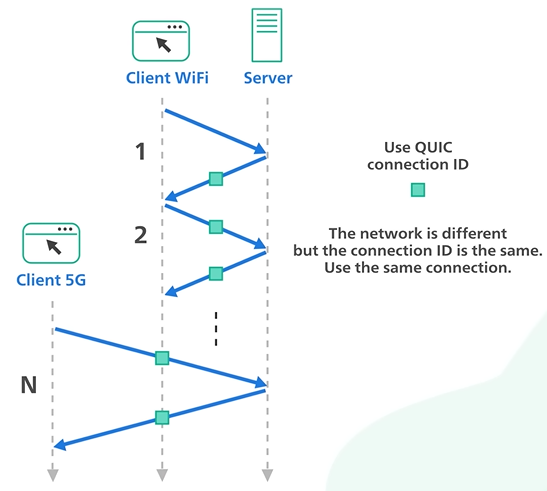 Client WiFi
Server
1
Use QUIC
connection ID
2
The network is different
but the connection ID is the same.
Use the same connection.
Client 5G
N